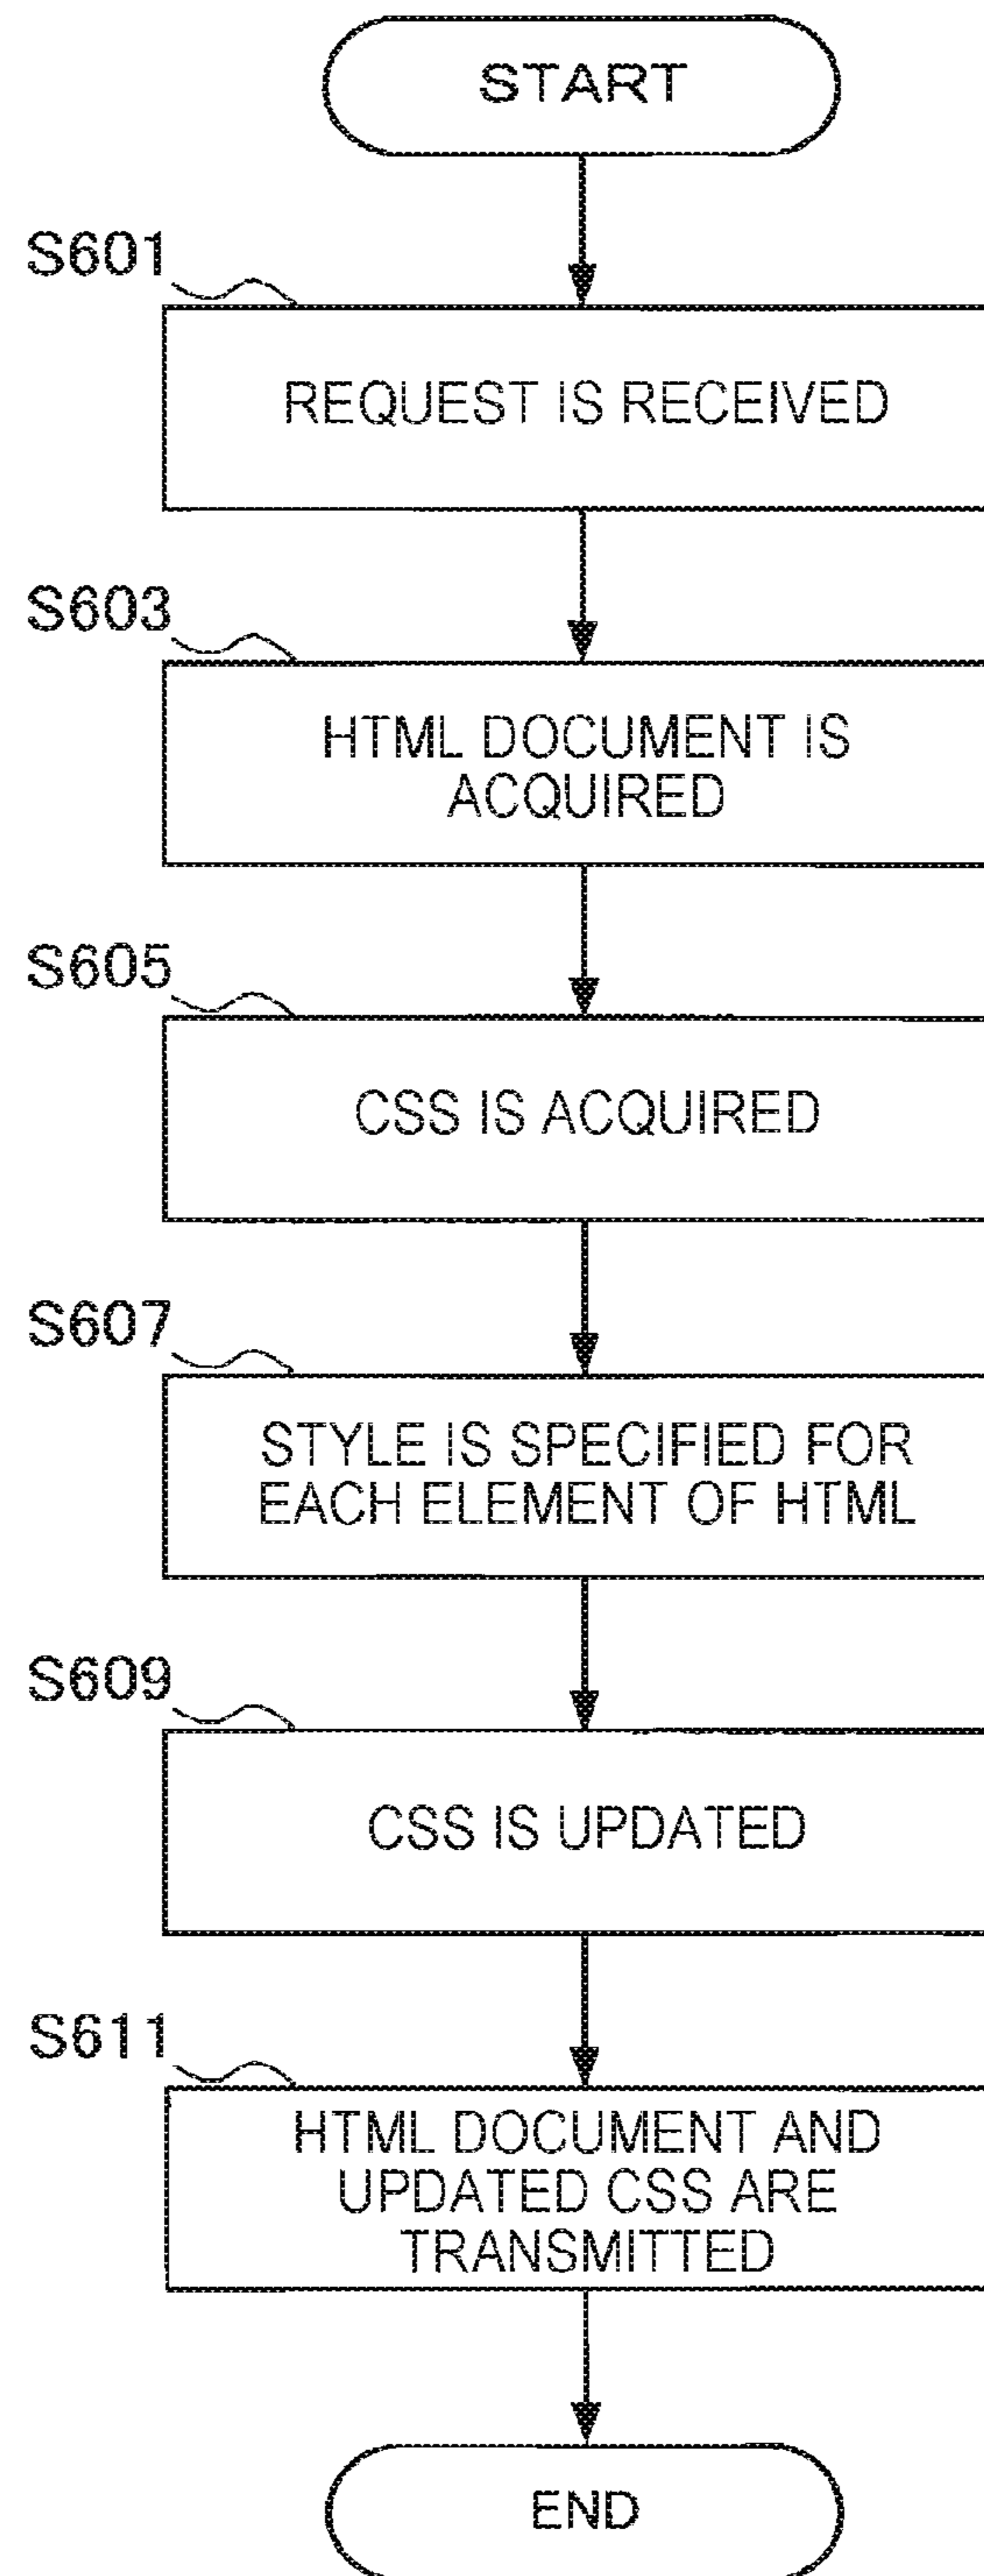 START
S601
REQUEST IS RECEIVED
S603
HTML DOCUMENT IS
ACQUIRED
S605
CSS IS ACQUIRED
S607
STYLE IS SPECIFIED FOR
EACH ELEMENT OF HTML
S609
CSS IS UPDATED
S611
HTML DOCUMENT AND
UPDATED CSS ARE
TRANSMITTED
END